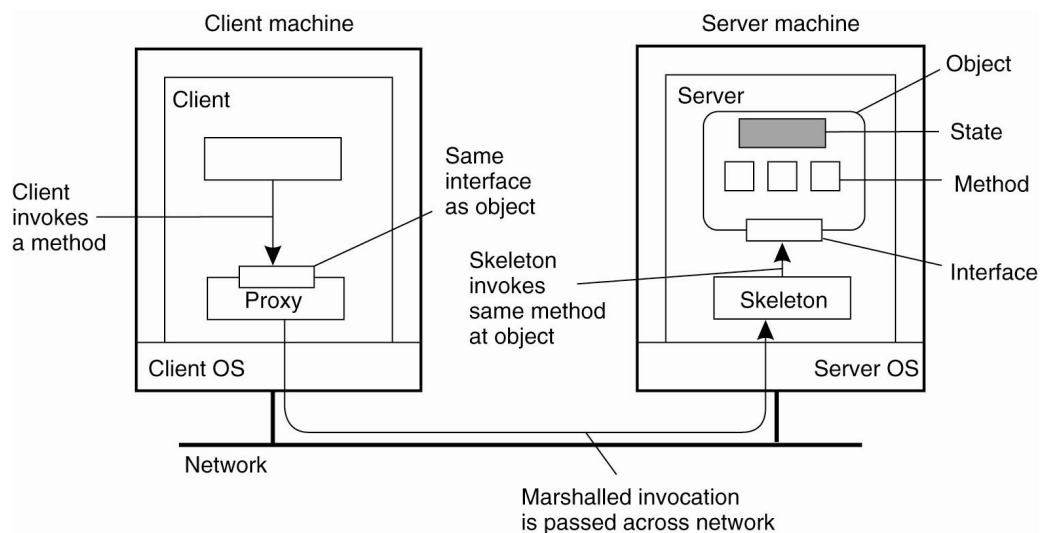 Client machine
Server machine
Object
Client
Server
State
Same
interface
as object
Client
invokes
a method
Method
Skeleton
invokes
same method
at object
Interface
Proxy
Skeleton
Client OS
Server OS
Network
Marshalled invocation
is passed across network